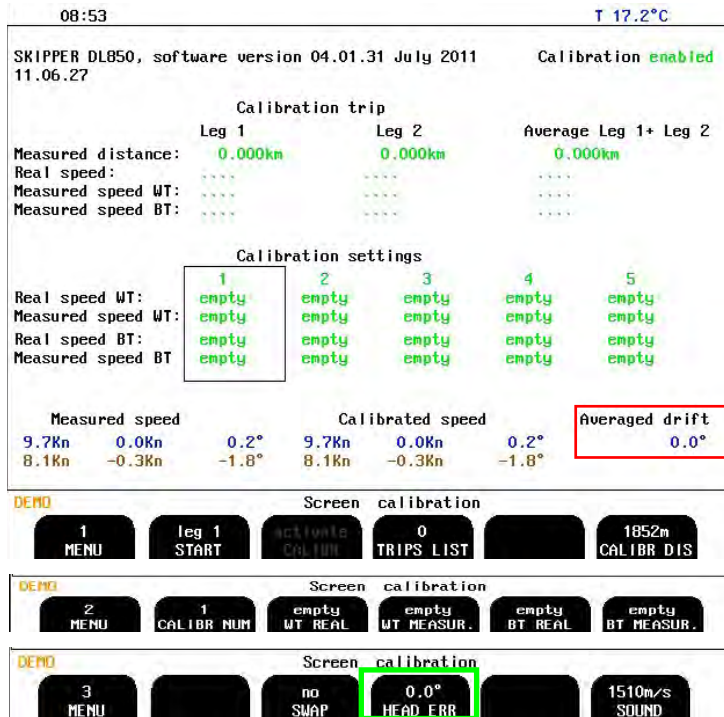 08:53 T 17.2°C
SKIPPER DL850, software version 04.01.31 July 2011 Calibration enabled
11.06.27
Calibration trip
Leg 1 Leg 2 Average Leg 1+ Leg 2
Measured distance: 0.000km 0.000km 0.000km
Real speed: .... .... ....
Measured speed WT: .... .... ....
Measured speed BT: .... .... ....
Calibration settings
1 2 3 4 5
Real speed WT: empty empty empty empty empty
Measured speed WT: empty empty empty empty empty
Real speed BT: empty empty empty empty empty
Measured speed BT empty empty empty empty empty
Measured speed Calibrated speed Averaged drift
9.7Kn 0.0Kn 0.2° 9.7Kn 0.0Kn 0.2° 0.0°
8.1Kn -0.3Kn -1.8° 8.1Kn -0.3Kn -1.8°
DEMO Screen calibration
1 leg 1 activate 0 1852m
MENU START CALIBR TRIPS LIST CALIBR DIS
DEMO Screen calibration
2 1 empty empty empty empty
MENU CALIBR NUM WT REAL WT MEASUR. BT REAL BT MEASUR.
DEMO Screen calibration
3 no 0.0° 1510m/s
MENU SWAP HEAD ERR SOUND